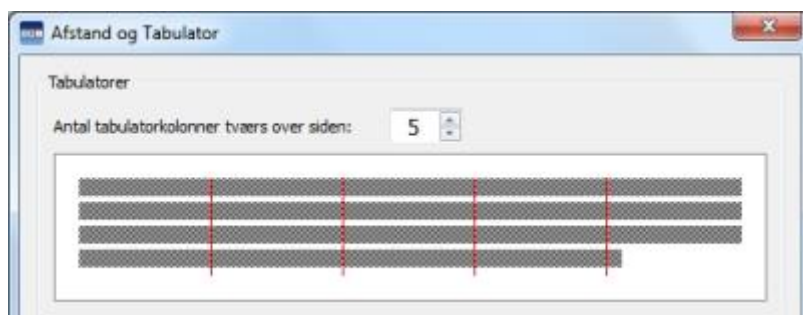 Afstand og Tabulator
Tabulatorer
Antal tabulatorkolonner tværs over siden: 5